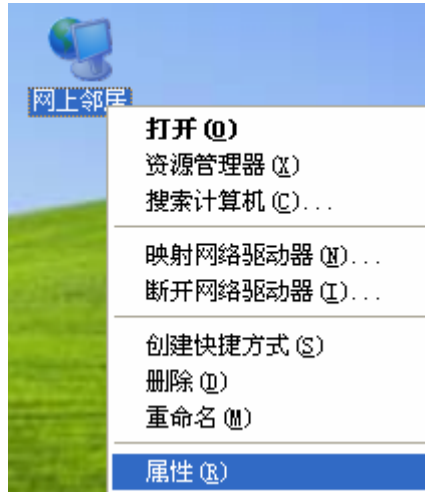 网上邻居
打开(O)
资源管理器(X)
搜索计算机(C)...
映射网络驱动器(N)...
断开网络驱动器(I)...
创建快捷方式(S)
删除(D)
重命名(M)
属性(R)